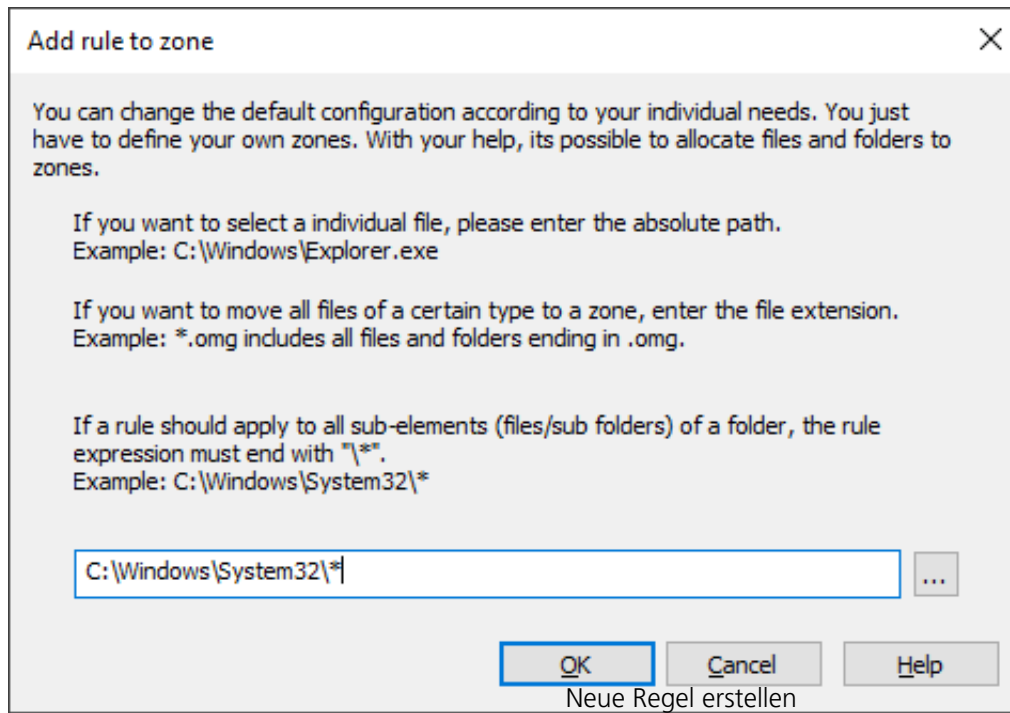 Add rule to zone
You can change the default configuration according to your individual needs. You just
have to define your own zones. With your help, its possible to allocate files and folders to
zones.
If you want to select a individual file, please enter the absolute path.
Example: C:\Windows\Explorer.exe
If you want to move all files of a certain type to a zone, enter the file extension.
Example: *.omg includes all files and folders ending in .omg.
If a rule should apply to all sub-elements (files/sub folders) of a folder, the rule
expression must end with "\*".
Example: C:\Windows\System32\*
C:\Windows\System32\*
...
OK Cancel Help
Neue Regel erstellen